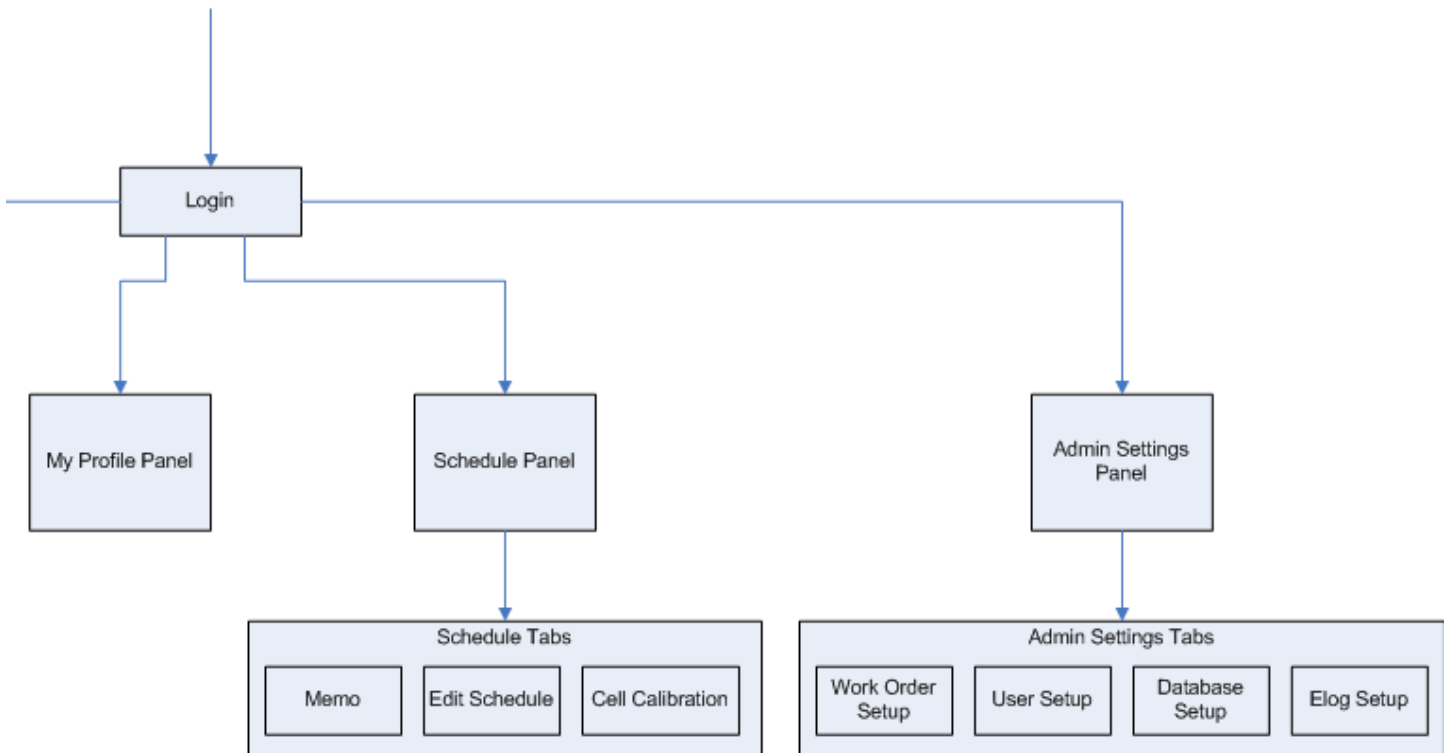 Login
My Profile Panel
Schedule Panel
Admin Settings
Panel
Schedule Tabs
Memo
Edit Schedule
Cell Calibration
Admin Settings Tabs
Work Order
Setup
User Setup
Database
Setup
Elog Setup